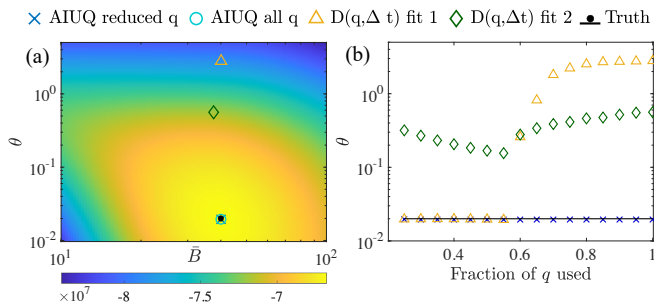 AIUQ reduced q AIUQ all q D(q,Δ t) fit 1 D(q,Δt) fit 2 Truth
(a) (b)
10^0 10^0
θ θ
10^-1 10^-1
10^-2 10^-2
10^1 B̄ 10^2 0.4 0.6 0.8 1
Fraction of q used
×10^7 -8 -7.5 -7